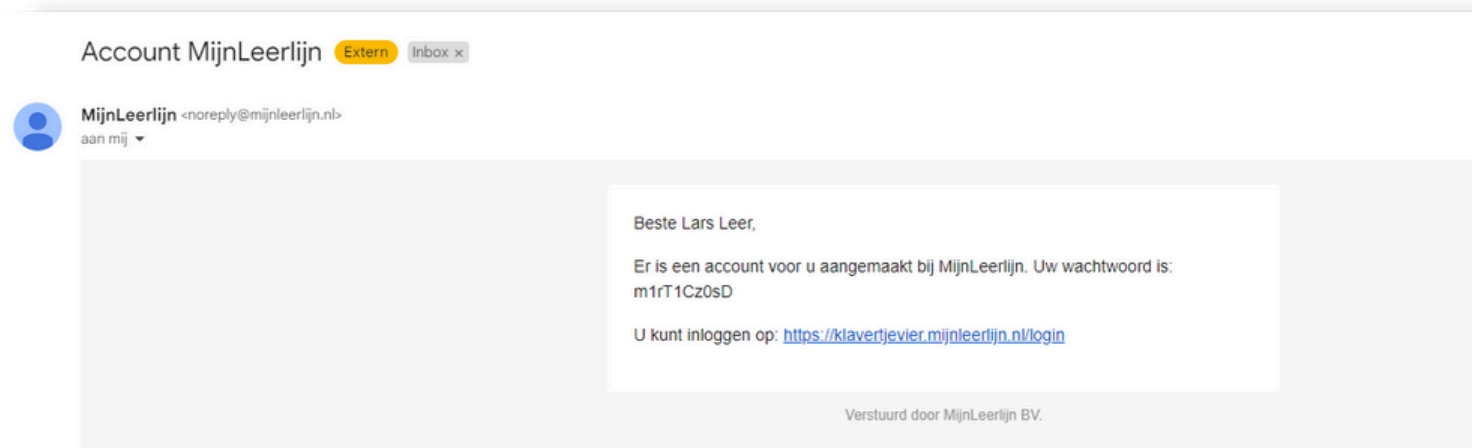 Account MijnLeerlijn Extern Inbox ×
MijnLeerlijn <noreply@mijnleerlijn.nl>
aan mij
Beste Lars Leer,
Er is een account voor u aangemaakt bij MijnLeerlijn. Uw wachtwoord is:
m1rT1Cz0sD
U kunt inloggen op: https://klavertjevier.mijnleerlijn.nl/login
Verstuurd door MijnLeerlijn BV.